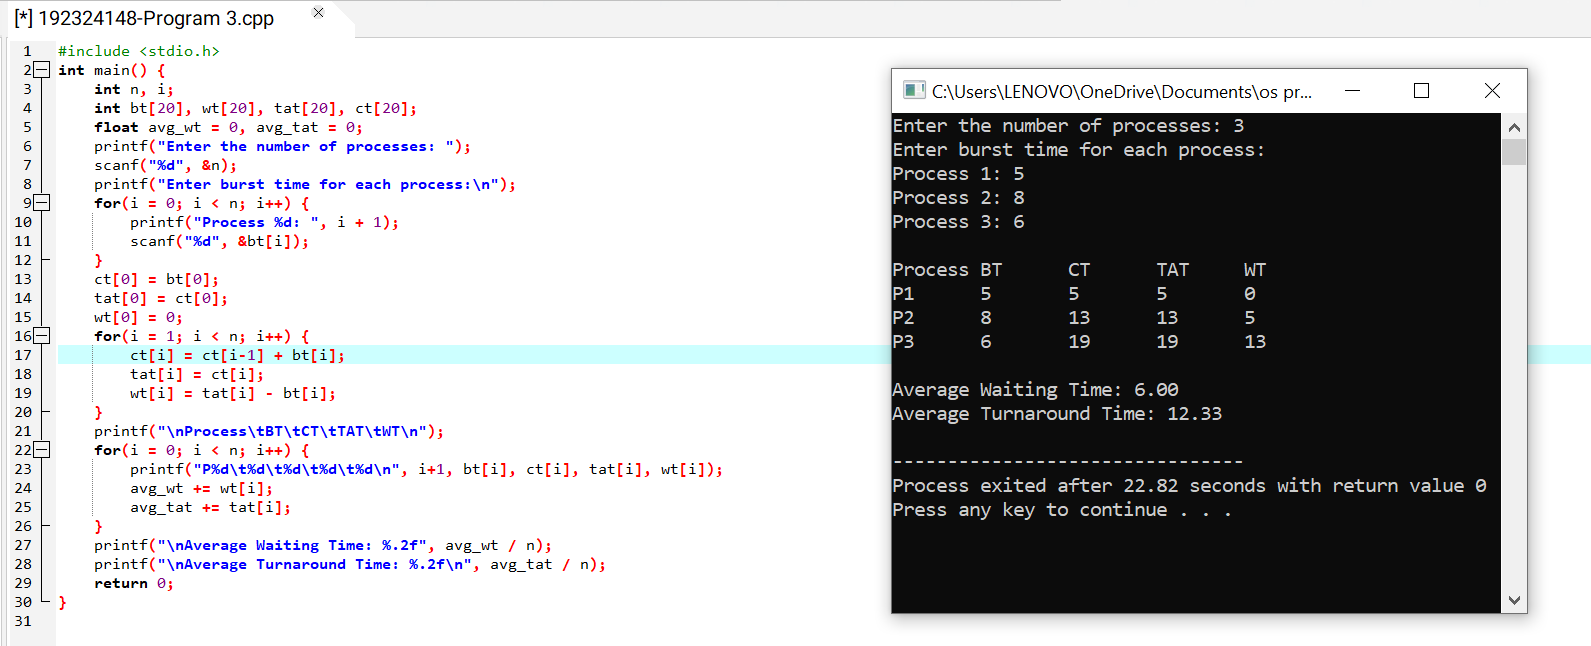 [*] 192324148-Program 3.cpp
1 #include <stdio.h>
2 int main() {
3 int n, i;
4 int bt[20], wt[20], tat[20], ct[20];
5 float avg_wt = 0, avg_tat = 0;
6 printf("Enter the number of processes: ");
7 scanf("%d", &n);
8 printf("Enter burst time for each process:\n");
9 for(i = 0; i < n; i++) {
10 printf("Process %d: ", i + 1);
11 scanf("%d", &bt[i]);
12 }
13 ct[0] = bt[0];
14 tat[0] = ct[0];
15 wt[0] = 0;
16 for(i = 1; i < n; i++) {
17 ct[i] = ct[i-1] + bt[i];
18 tat[i] = ct[i];
19 wt[i] = tat[i] - bt[i];
20 }
21 printf("\nProcess\tBT\tCT\tTAT\tWT\n");
22 for(i = 0; i < n; i++) {
23 printf("P%d\t%d\t%d\t%d\t%d\n", i+1, bt[i], ct[i], tat[i], wt[i]);
24 avg_wt += wt[i];
25 avg_tat += tat[i];
26 }
27 printf("\nAverage Waiting Time: %.2f", avg_wt / n);
28 printf("\nAverage Turnaround Time: %.2f\n", avg_tat / n);
29 return 0;
30 }
31
C:\Users\LENOVO\OneDrive\Documents\os pr...
Enter the number of processes: 3
Enter burst time for each process:
Process 1: 5
Process 2: 8
Process 3: 6
Process BT CT TAT WT
P1 5 5 5 0
P2 8 13 13 5
P3 6 19 19 13
Average Waiting Time: 6.00
Average Turnaround Time: 12.33
--------------------------------
Process exited after 22.82 seconds with return value 0
Press any key to continue . . .